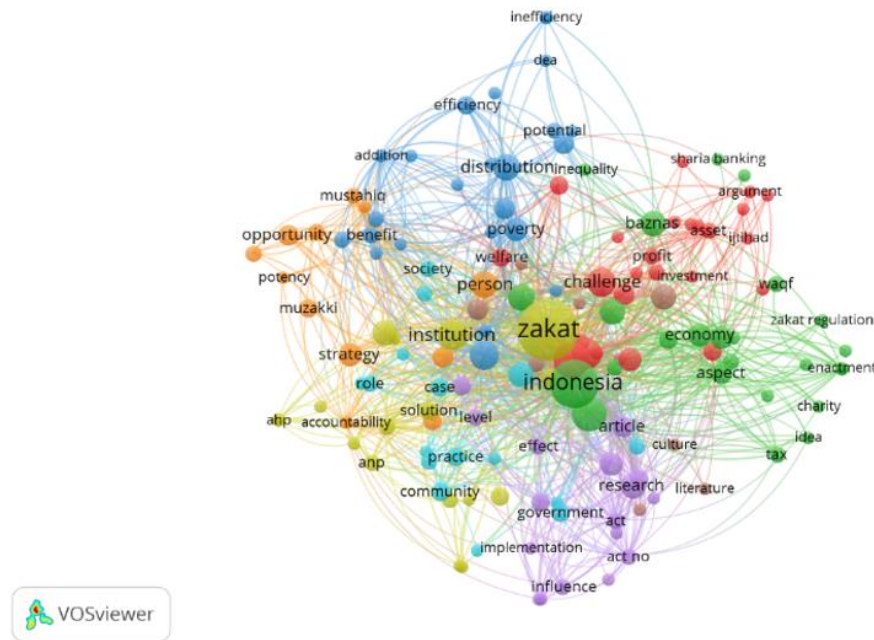 inefficiency
dea
efficiency
potential
addition
distribution
inequality
sharia banking
mustahiq
argument
opportunity
benefit
poverty
baznas
asset
ijtihad
society
welfare
profit
potency
person
challenge
investment
waqf
muzakki
zakat
zakat regulation
institution
economy
strategy
enactment
role
case
indonesia
aspect
charity
ahp
accountability
solution
level
article
idea
anp
practice
effect
culture
tax
community
research
literature
government
act
implementation
act no
influence
VOSviewer